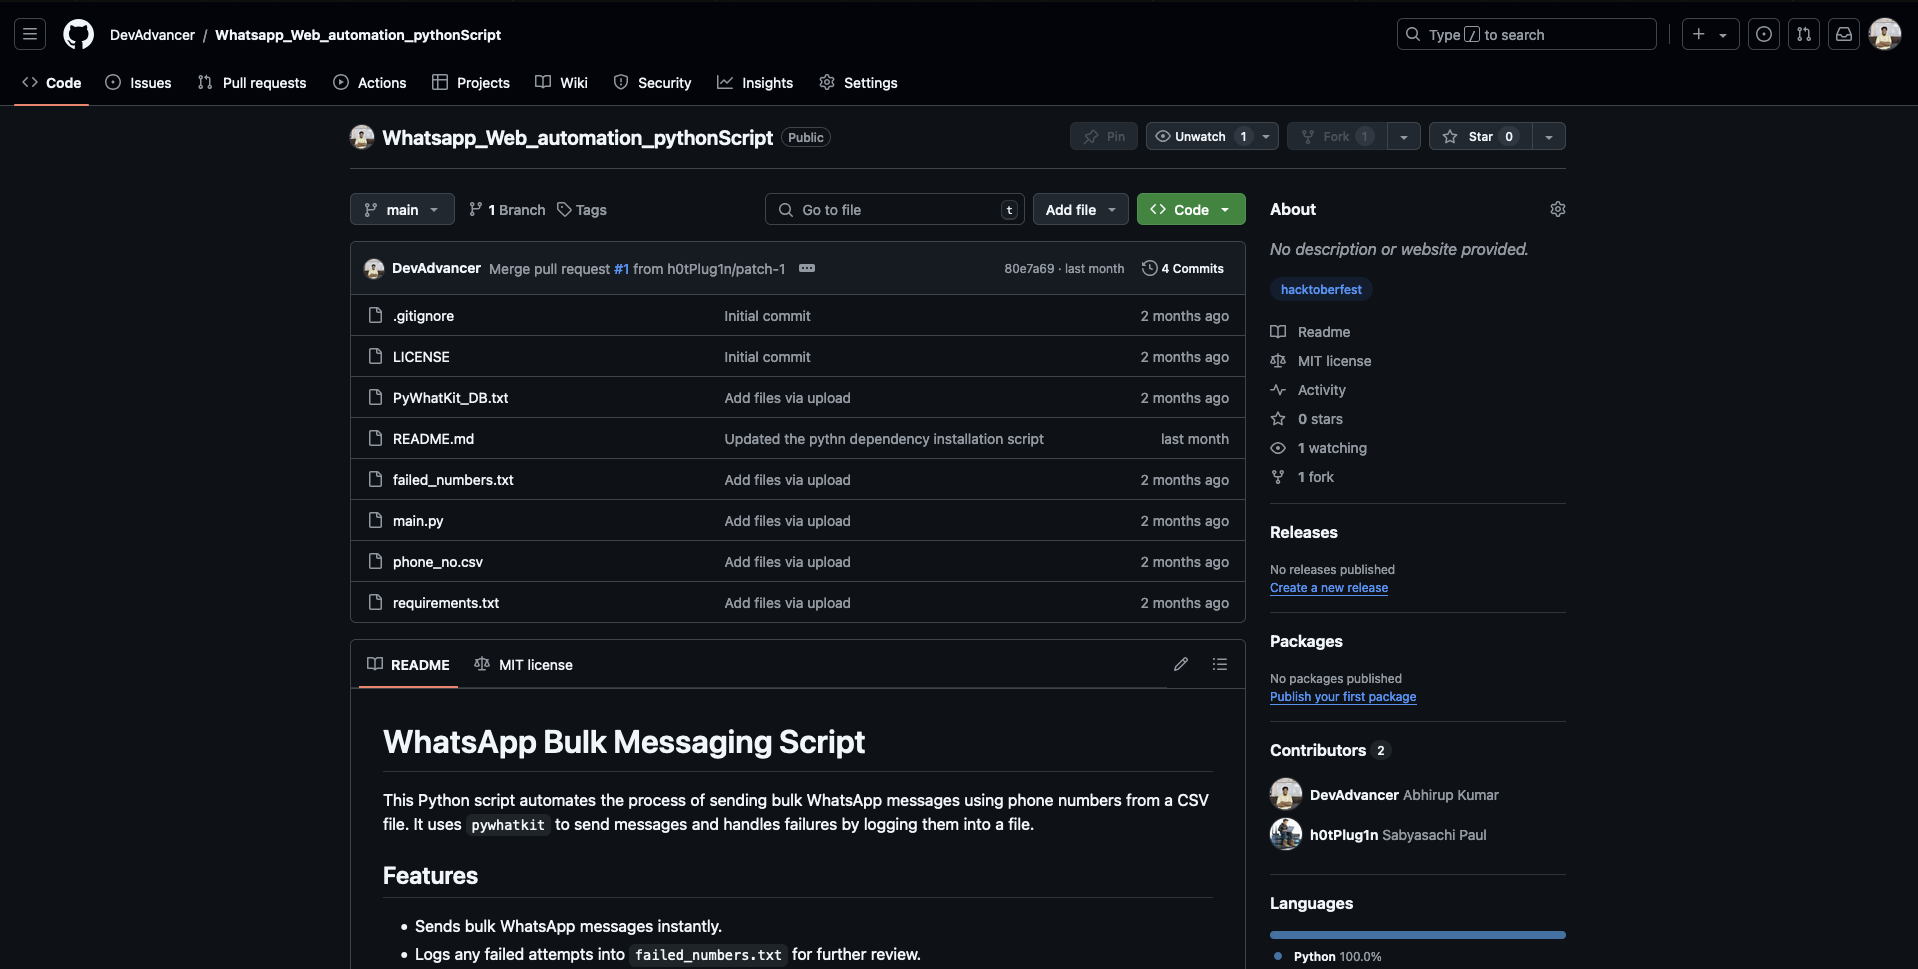 DevAdvancer / Whatsapp_Web_automation_pythonScript
Type / to search
Code Issues Pull requests Actions Projects Wiki Security Insights Settings
Whatsapp_Web_automation_pythonScript Public
Pin Unwatch 1 Fork 1 Star 0
main 1 Branch Tags Go to file t Add file Code
DevAdvancer Merge pull request #1 from h0tPlug1n/patch-1 80e7a69 · last month 4 Commits
.gitignore Initial commit 2 months ago
LICENSE Initial commit 2 months ago
PyWhatKit_DB.txt Add files via upload 2 months ago
README.md Updated the pythn dependency installation script last month
failed_numbers.txt Add files via upload 2 months ago
main.py Add files via upload 2 months ago
phone_no.csv Add files via upload 2 months ago
requirements.txt Add files via upload 2 months ago
README MIT license
WhatsApp Bulk Messaging Script
This Python script automates the process of sending bulk WhatsApp messages using phone numbers from a CSV
file. It uses pywhatkit to send messages and handles failures by logging them into a file.
Features
• Sends bulk WhatsApp messages instantly.
• Logs any failed attempts into failed_numbers.txt for further review.
About
No description or website provided.
hacktoberfest
Readme
MIT license
Activity
0 stars
1 watching
1 fork
Releases
No releases published
Create a new release
Packages
No packages published
Publish your first package
Contributors 2
DevAdvancer Abhirup Kumar
h0tPlug1n Sabyasachi Paul
Languages
Python 100.0%